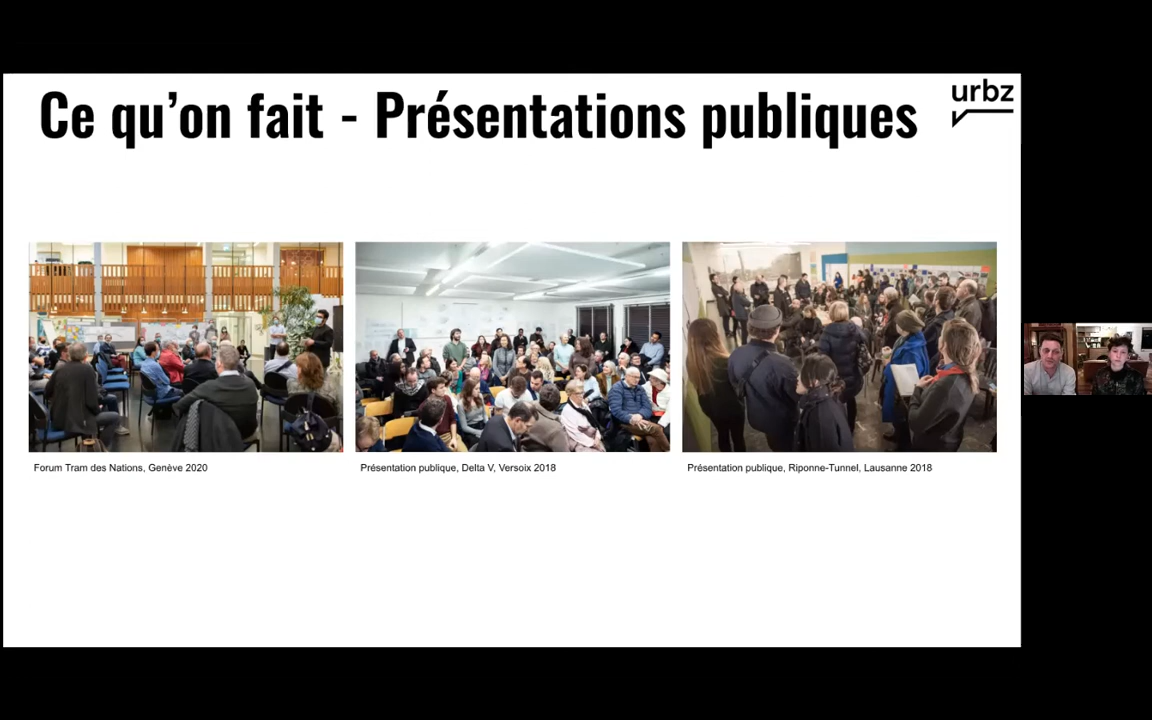 Ce qu’on fait - Présentations publiques
urbz
Forum Tram des Nations, Genève 2020
Présentation publique, Delta V, Versoix 2018
Présentation publique, Riponne-Tunnel, Lausanne 2018